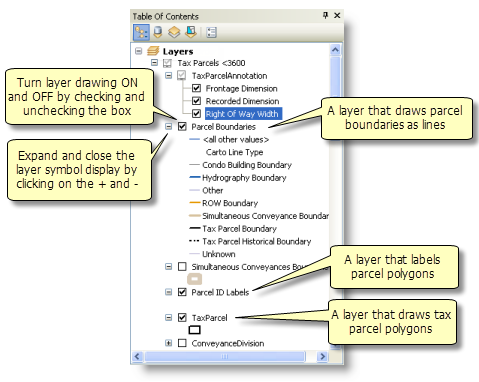 Table Of Contents
Layers
Tax Parcels <3600
TaxParcelAnnotation
Frontage Dimension
Recorded Dimension
Right Of Way Width
Parcel Boundaries
<all other values>
Carto Line Type
Condo Building Boundary
Hydrography Boundary
Other
ROW Boundary
Simultaneous Conveyance Boundar
Tax Parcel Boundary
Tax Parcel Historical Boundary
Unknown
Simultaneous Conveyances Bou
Parcel ID Labels
TaxParcel
ConveyanceDivision
Turn layer drawing ON
and OFF by checking and
unchecking the box
Expand and close the
layer symbol display by
clicking on the + and -
A layer that draws parcel
boundaries as lines
A layer that labels
parcel polygons
A layer that draws tax
parcel polygons